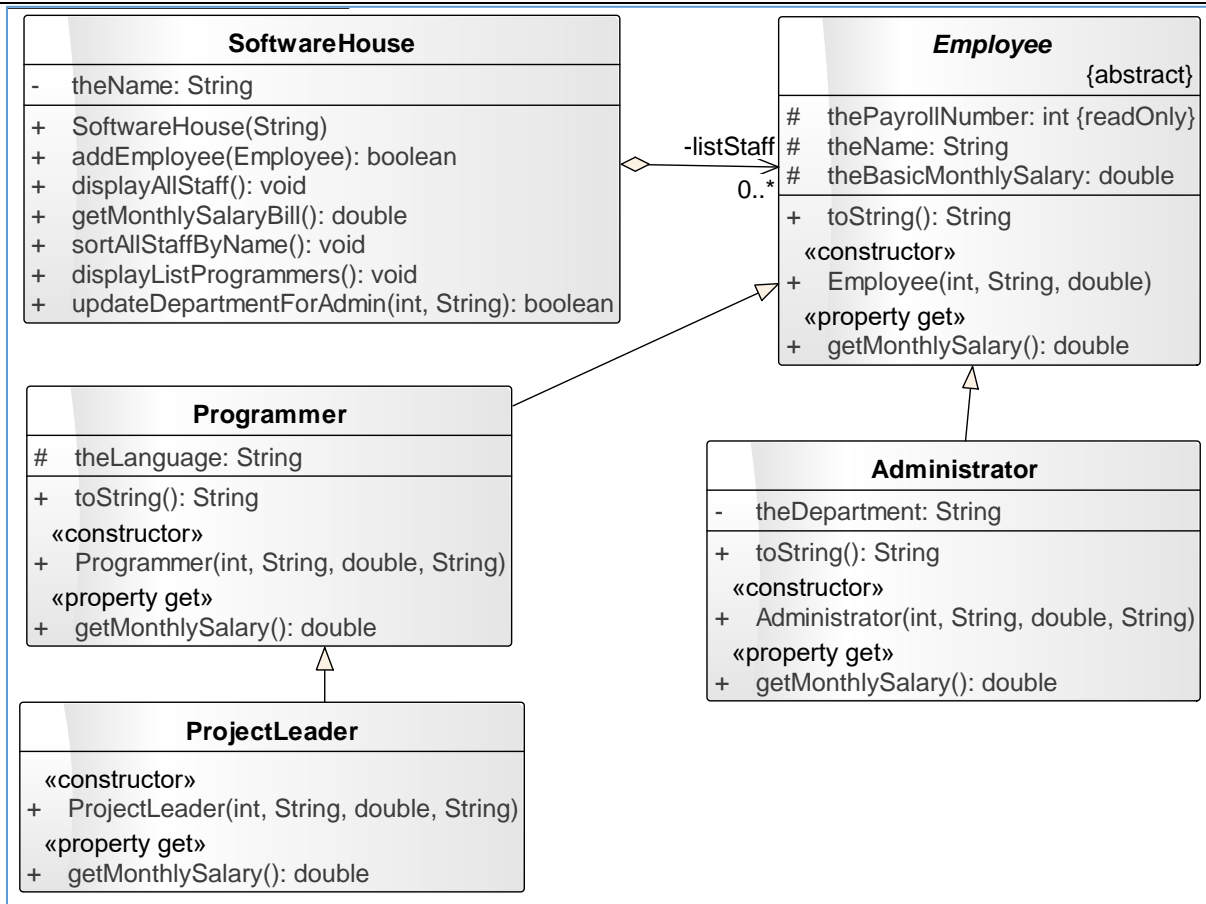 SoftwareHouse
- theName: String
+ SoftwareHouse(String)
+ addEmployee(Employee): boolean
+ displayAllStaff(): void
+ getMonthlySalaryBill(): double
+ sortAllStaffByName(): void
+ displayListProgrammers(): void
+ updateDepartmentForAdmin(int, String): boolean
-listStaff
0..*
Employee
{abstract}
# thePayrollNumber: int {readOnly}
# theName: String
# theBasicMonthlySalary: double
+ toString(): String
«constructor»
+ Employee(int, String, double)
«property get»
+ getMonthlySalary(): double
Programmer
# theLanguage: String
+ toString(): String
«constructor»
+ Programmer(int, String, double, String)
«property get»
+ getMonthlySalary(): double
Administrator
- theDepartment: String
+ toString(): String
«constructor»
+ Administrator(int, String, double, String)
«property get»
+ getMonthlySalary(): double
ProjectLeader
«constructor»
+ ProjectLeader(int, String, double, String)
«property get»
+ getMonthlySalary(): double